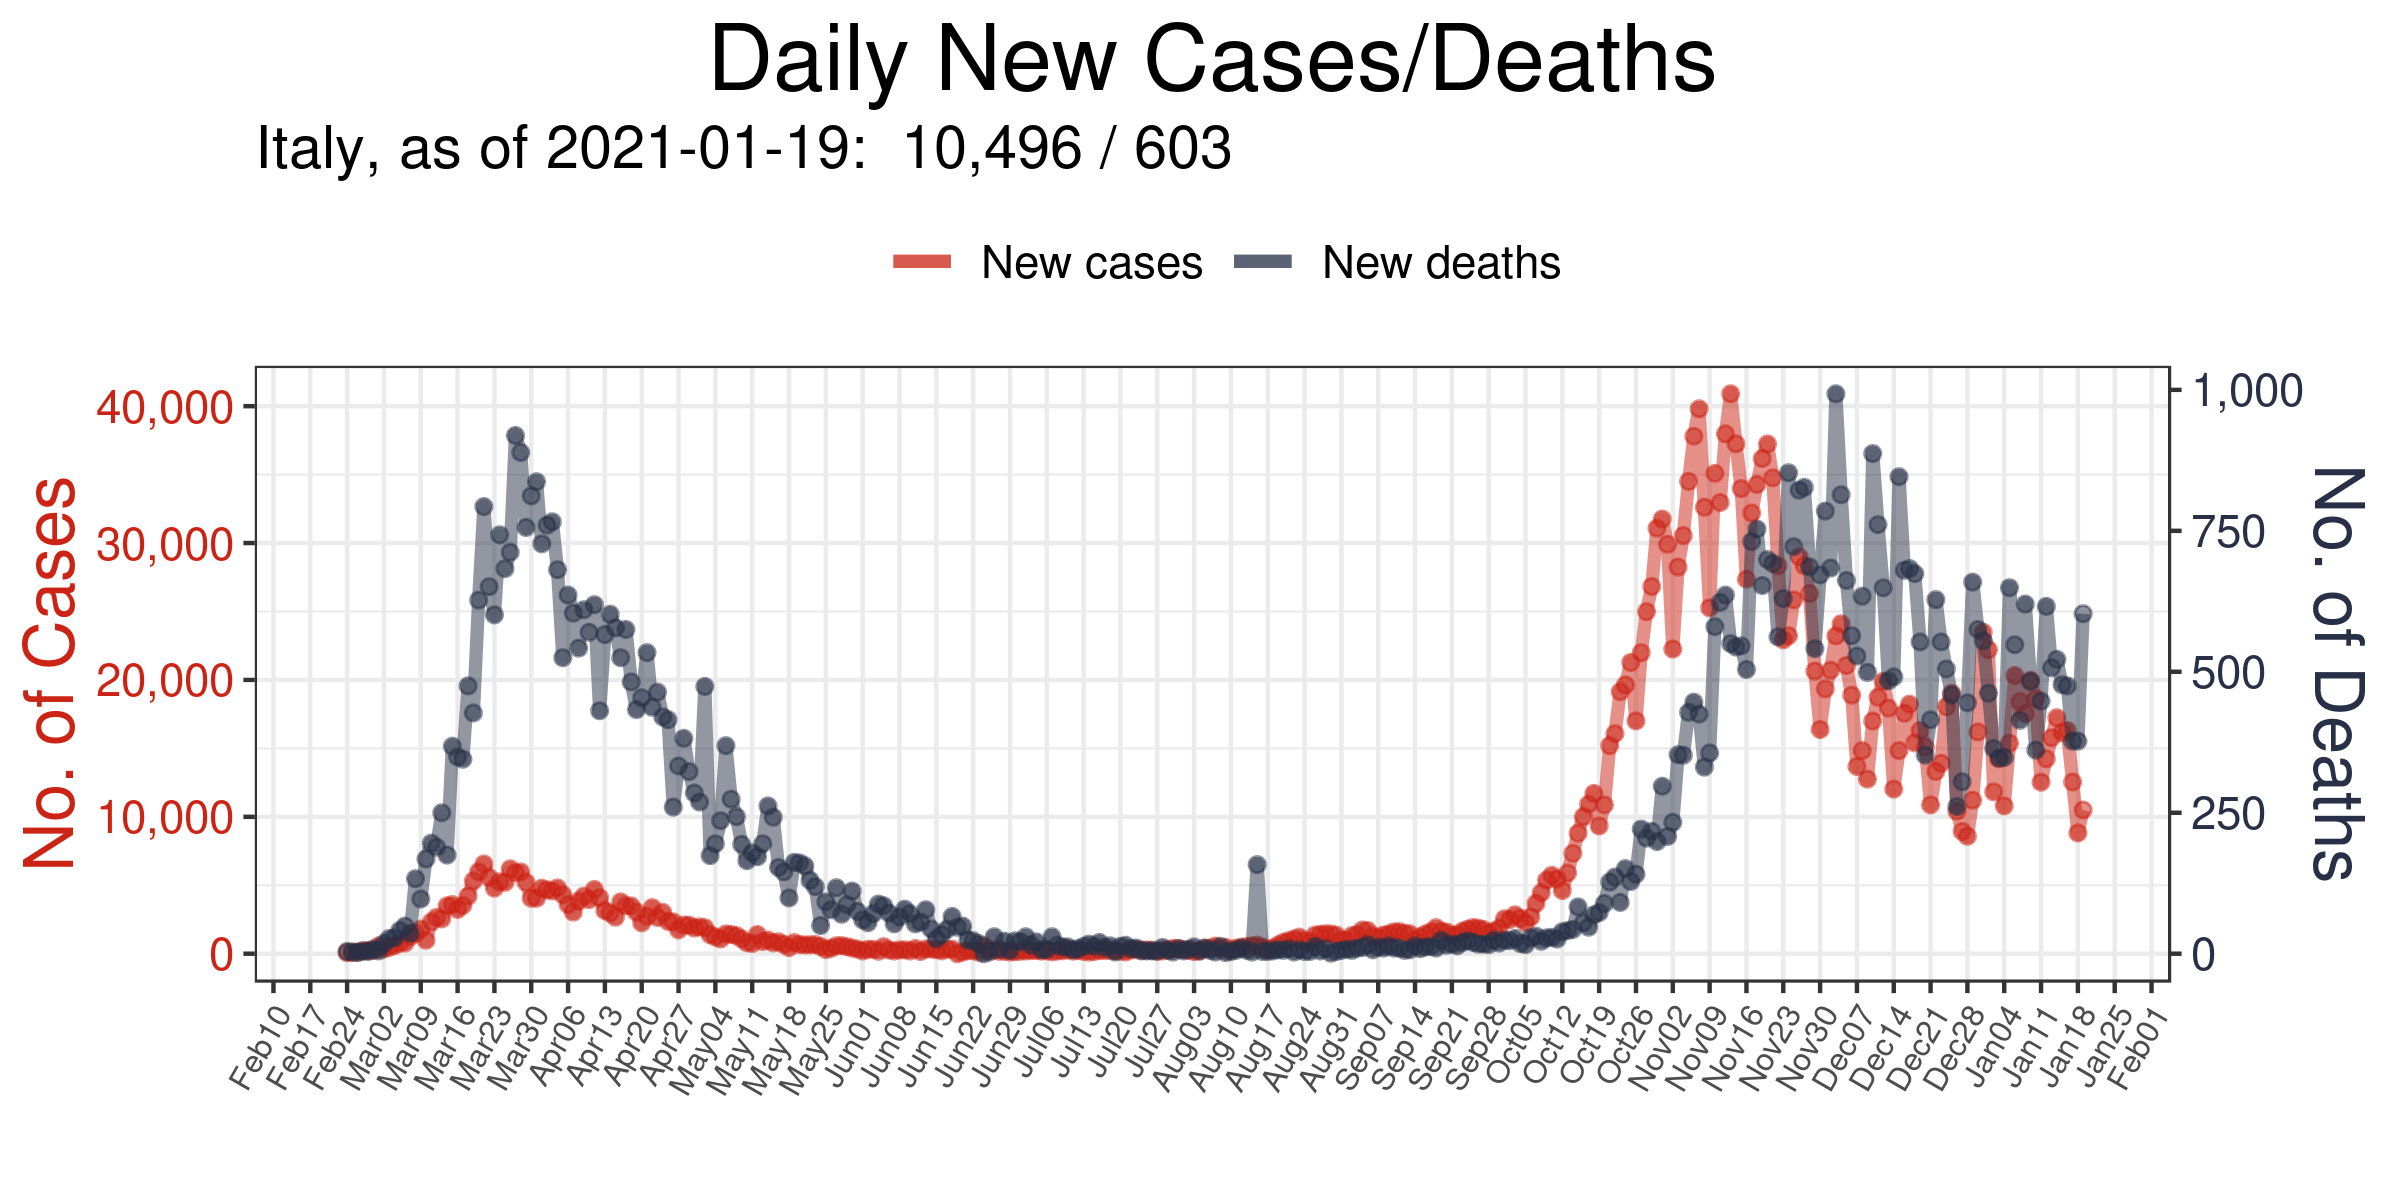 Daily New Cases/Deaths
Italy, as of 2021-01-19:  10,496 / 603
New cases New deaths
No. of Cases
40,000
30,000
20,000
10,000
0
1,000
750
500
250
0
No. of Deaths
Feb10 Feb17 Feb24 Mar02 Mar09 Mar16 Mar23 Mar30 Apr06 Apr13 Apr20 Apr27 May04 May11 May18 May25 Jun01 Jun08 Jun15 Jun22 Jun29 Jul06 Jul13 Jul20 Jul27 Aug03 Aug10 Aug17 Aug24 Aug31 Sep07 Sep14 Sep21 Sep28 Oct05 Oct12 Oct19 Oct26 Nov02 Nov09 Nov16 Nov23 Nov30 Dec07 Dec14 Dec21 Dec28 Jan04 Jan11 Jan18 Jan25 Feb01